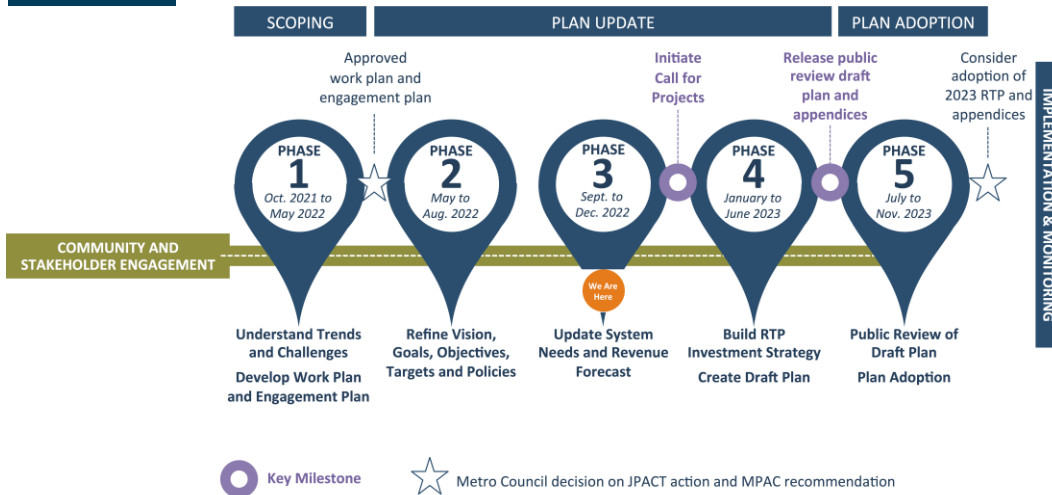 SCOPING
PLAN UPDATE
PLAN ADOPTION
Approved
work plan and
engagement plan
Initiate
Call for
Projects
Release public
review draft
plan and
appendices
Consider
adoption of
2023 RTP and
appendices
PHASE
1
Oct. 2021 to
May 2022
PHASE
2
May to
Aug. 2022
PHASE
3
Sept. to
Dec. 2022
PHASE
4
January to
June 2023
PHASE
5
July to
Nov. 2023
IMPLEMENTATION & MONITORING
COMMUNITY AND
STAKEHOLDER ENGAGEMENT
We Are
Here
Understand Trends
and Challenges
Develop Work Plan
and Engagement Plan
Refine Vision,
Goals, Objectives,
Targets and Policies
Update System
Needs and Revenue
Forecast
Build RTP
Investment Strategy
Create Draft Plan
Public Review of
Draft Plan
Plan Adoption
Key Milestone
Metro Council decision on JPACT action and MPAC recommendation